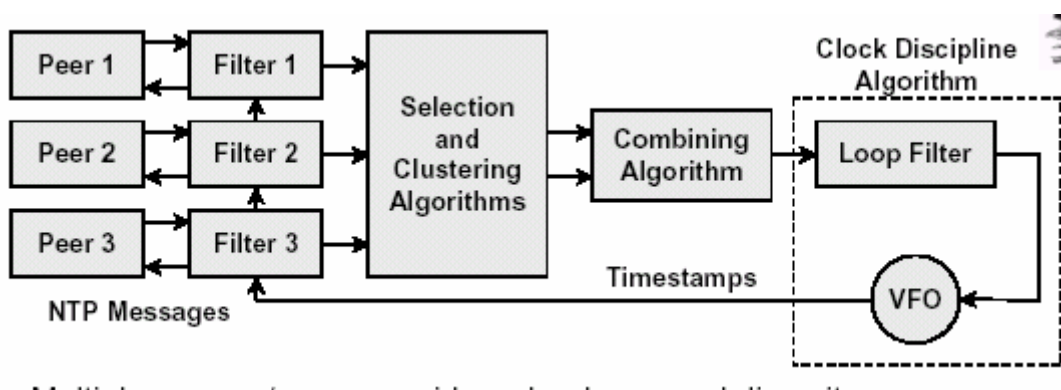 Clock Discipline
Algorithm
Peer 1
Filter 1
Selection
and
Clustering
Algorithms
Combining
Algorithm
Loop Filter
Peer 2
Filter 2
Peer 3
Filter 3
Timestamps
VFO
NTP Messages